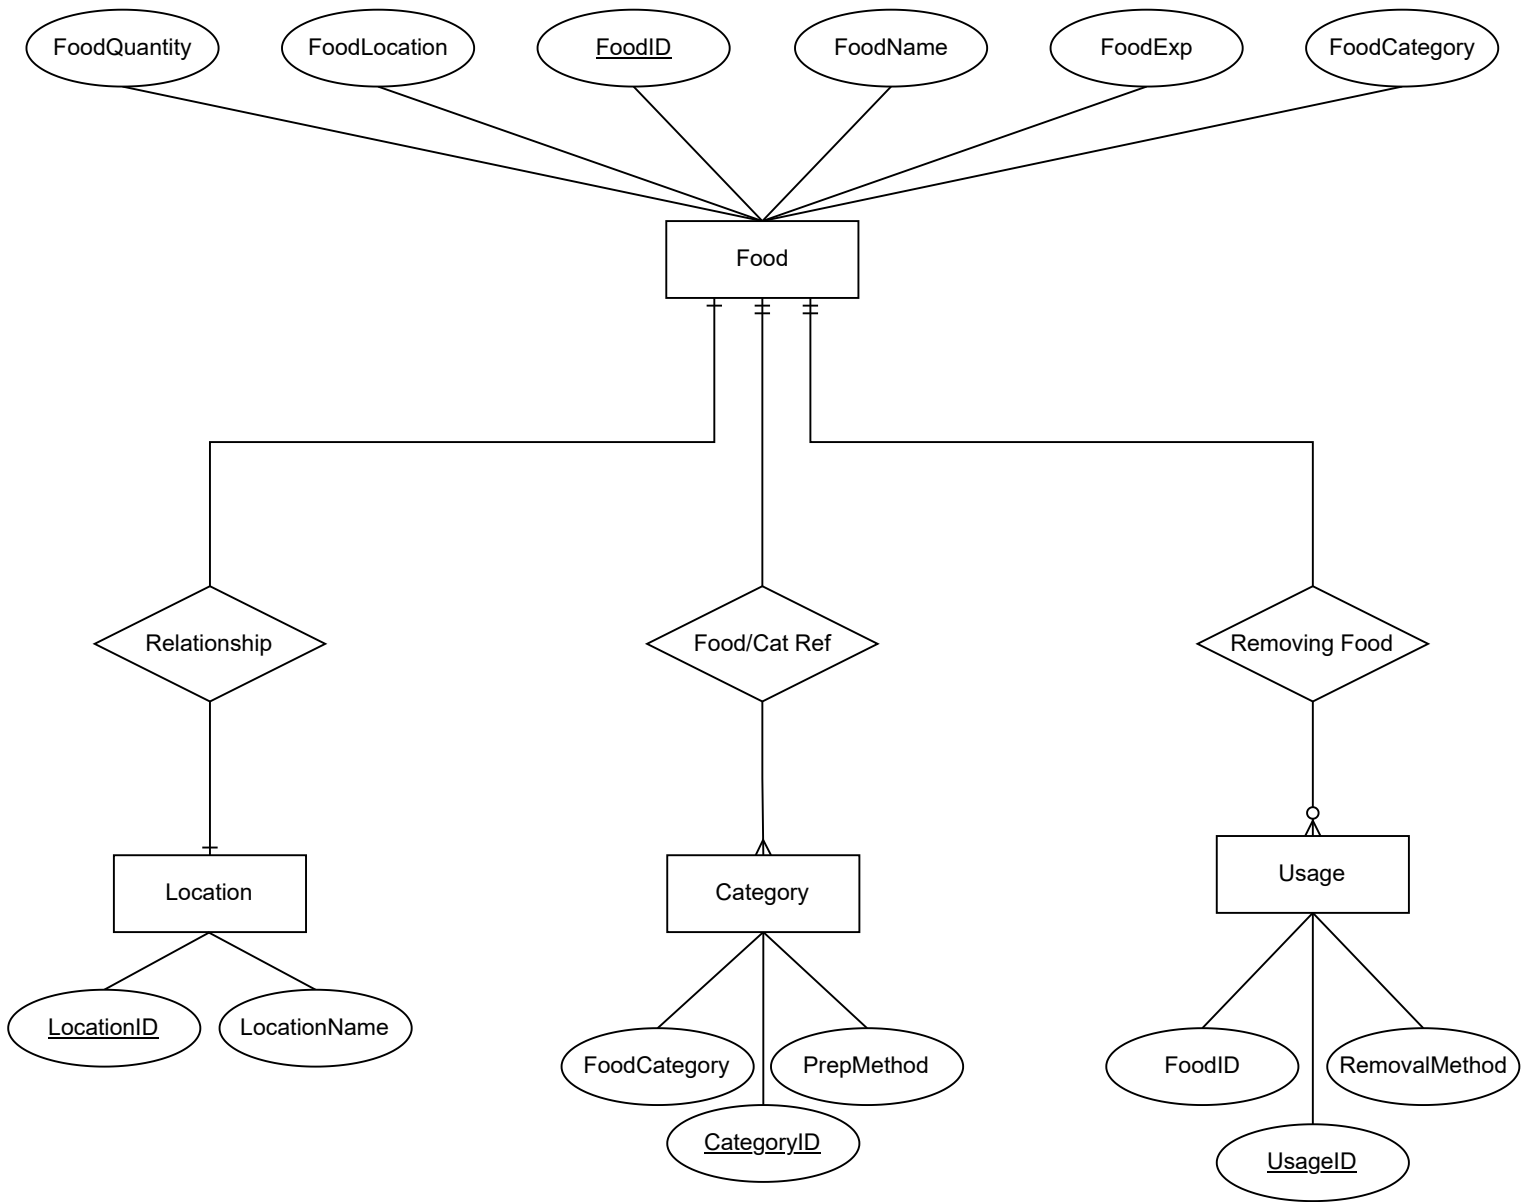 FoodQuantity
FoodLocation
FoodID
FoodName
FoodExp
FoodCategory
Food
Relationship
Food/Cat Ref
Removing Food
Location
Category
Usage
LocationID
LocationName
FoodCategory
PrepMethod
CategoryID
FoodID
RemovalMethod
UsageID